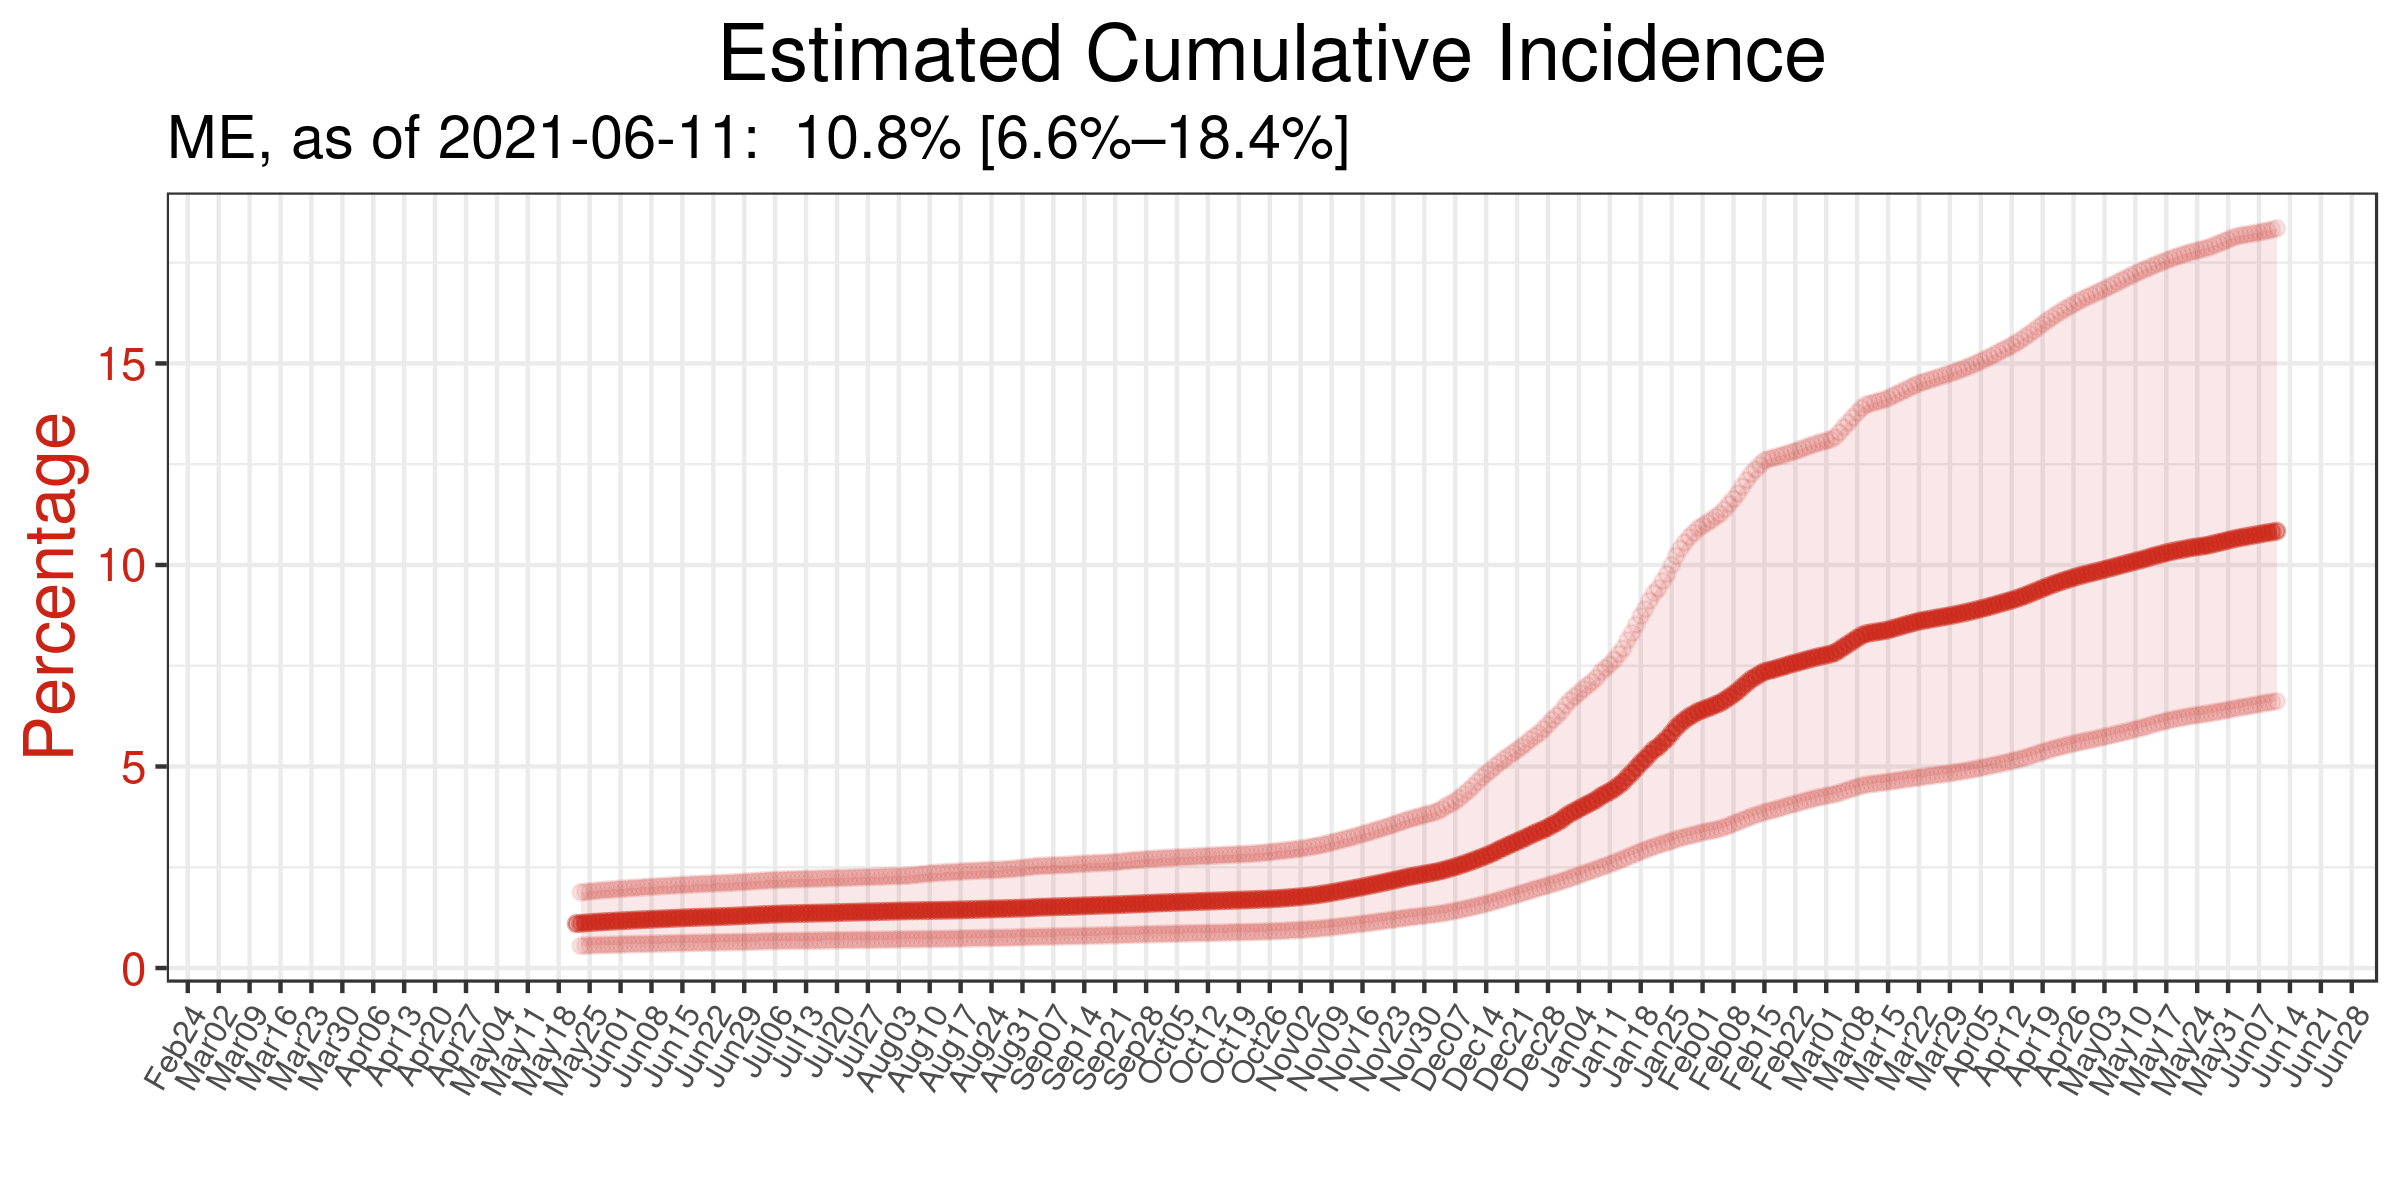 Estimated Cumulative Incidence
ME, as of 2021-06-11:  10.8% [6.6%–18.4%]
Percentage
15
10
5
0
Feb24
Mar02
Mar09
Mar16
Mar23
Mar30
Apr06
Apr13
Apr20
Apr27
May04
May11
May18
May25
Jun01
Jun08
Jun15
Jun22
Jun29
Jul06
Jul13
Jul20
Jul27
Aug03
Aug10
Aug17
Aug24
Aug31
Sep07
Sep14
Sep21
Sep28
Oct05
Oct12
Oct19
Oct26
Nov02
Nov09
Nov16
Nov23
Nov30
Dec07
Dec14
Dec21
Dec28
Jan04
Jan11
Jan18
Jan25
Feb01
Feb08
Feb15
Feb22
Mar01
Mar08
Mar15
Mar22
Mar29
Apr05
Apr12
Apr19
Apr26
May03
May10
May17
May24
May31
Jun07
Jun14
Jun21
Jun28